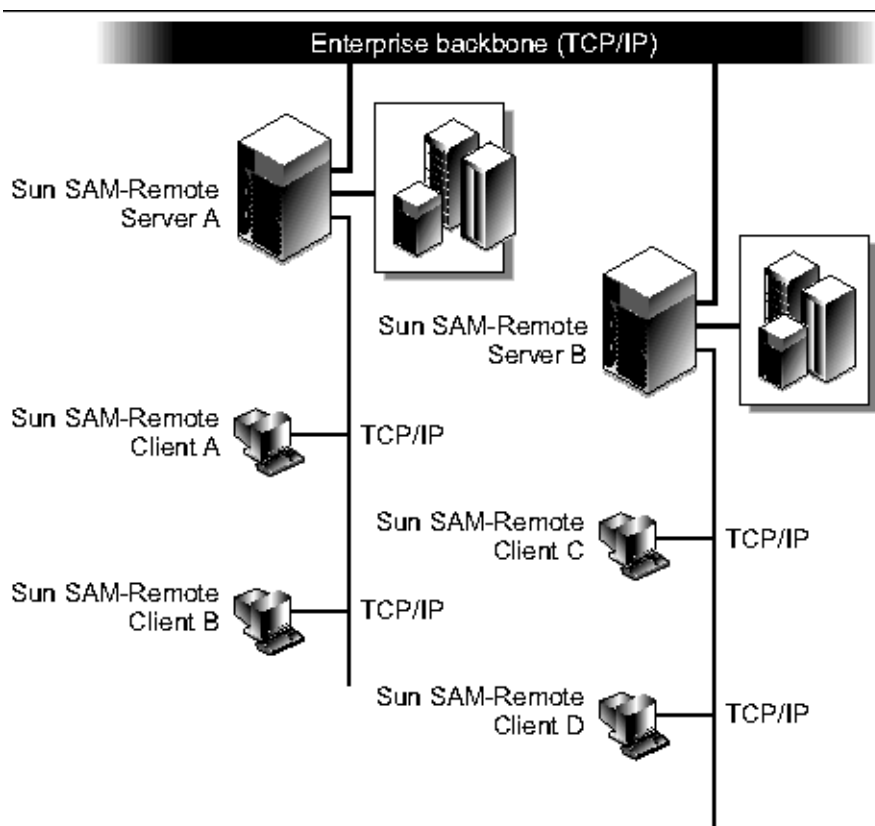 Enterprise backbone (TCP/IP)
Sun SAM-Remote
Server A
Sun SAM-Remote
Server B
Sun SAM-Remote
Client A
TCP/IP
Sun SAM-Remote
Client C
TCP/IP
Sun SAM-Remote
Client B
TCP/IP
Sun SAM-Remote
Client D
TCP/IP